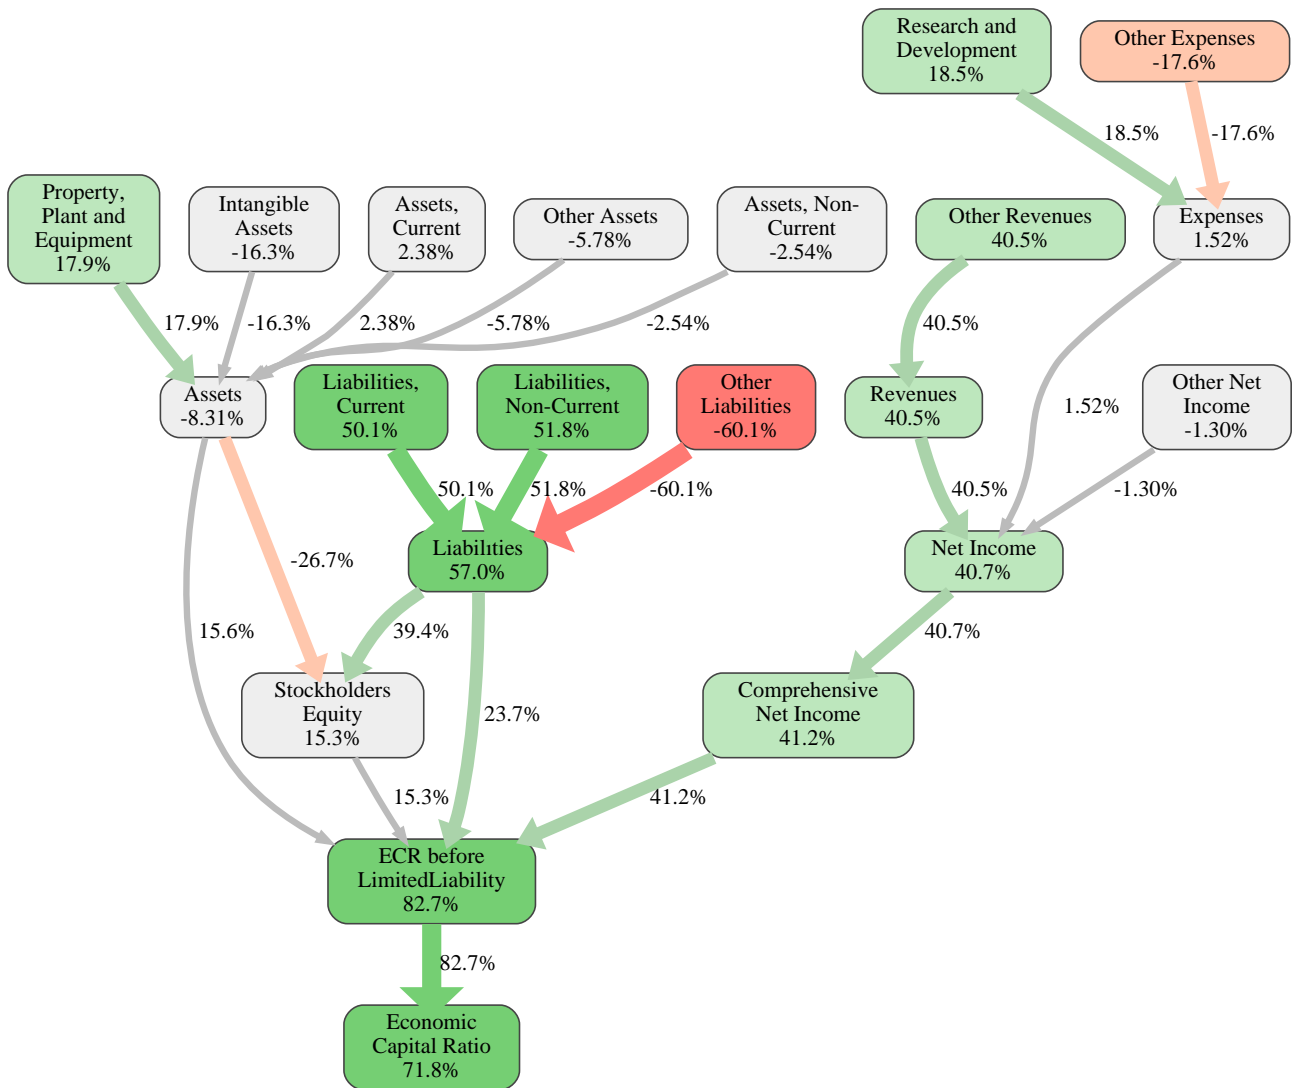 Research and
Development
18.5%
Other Expenses
-17.6%
18.5%
-17.6%
Property,
Plant and
Equipment
17.9%
Intangible
Assets
-16.3%
Assets,
Current
2.38%
Other Assets
-5.78%
Assets, Non-
Current
-2.54%
Other Revenues
40.5%
Expenses
1.52%
17.9%
-16.3%
2.38%
-5.78%
-2.54%
40.5%
Assets
-8.31%
Liabilities,
Current
50.1%
Liabilities,
Non-Current
51.8%
Other
Liabilities
-60.1%
Revenues
40.5%
1.52%
Other Net
Income
-1.30%
50.1%
51.8%
-60.1%
40.5%
-1.30%
-26.7%
Liabilities
57.0%
Net Income
40.7%
15.6%
39.4%
40.7%
Stockholders
Equity
15.3%
23.7%
Comprehensive
Net Income
41.2%
15.3%
41.2%
ECR before
LimitedLiability
82.7%
82.7%
Economic
Capital Ratio
71.8%